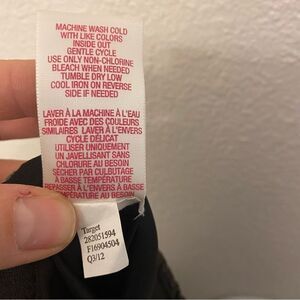 MACHINE WASH COLD
WITH LIKE COLORS
INSIDE OUT
GENTLE CYCLE
USE ONLY NON-CHLORINE
BLEACH WHEN NEEDED
TUMBLE DRY LOW
COOL IRON ON REVERSE
SIDE IF NEEDED
LAVER À LA MACHINE À L'EAU
FROIDE AVEC DES COULEURS
SIMILAIRES LAVER À L'ENVERS
CYCLE DÉLICAT
UTILISER UNIQUEMENT
UN JAVELLISANT SANS
CHLORURE AU BESOIN
SÉCHER PAR CULBUTAGE
À BASSE TEMPÉRATURE
REPASSER À L'ENVERS À BASSE
TEMPÉRATURE AU BESOIN
Target
282051594
F16904504
Q3/12